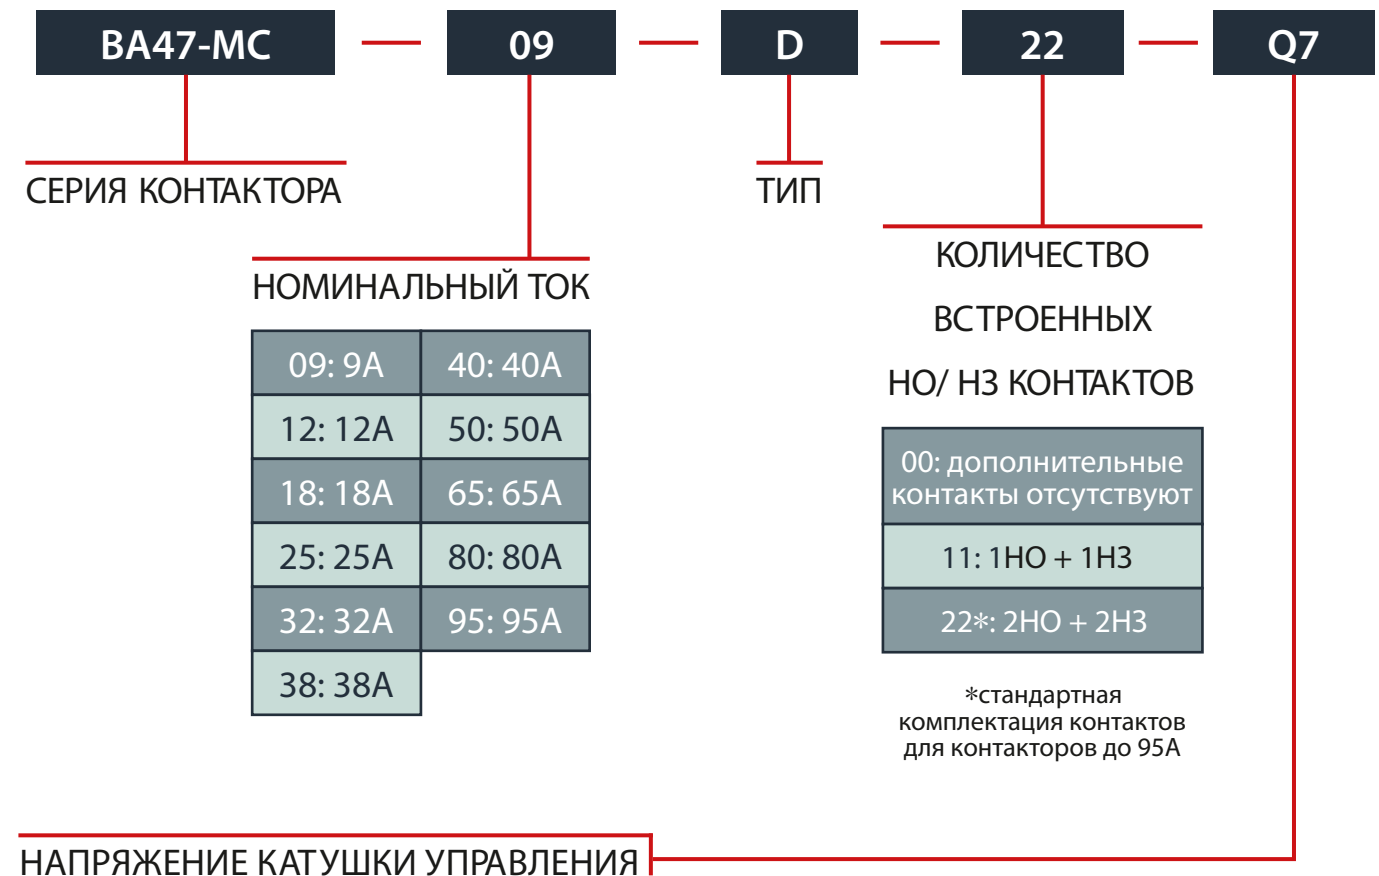 ВА47-МС — 09 — D — 22 — Q7
СЕРИЯ КОНТАКТОРА
ТИП
НОМИНАЛЬНЫЙ ТОК
09: 9А 40: 40А
12: 12А 50: 50А
18: 18А 65: 65А
25: 25А 80: 80А
32: 32А 95: 95А
38: 38А
КОЛИЧЕСТВО
ВСТРОЕННЫХ
НО/ НЗ КОНТАКТОВ
00: дополнительные
контакты отсутствуют
11: 1НО + 1НЗ
22*: 2НО + 2НЗ
*стандартная
комплектация контактов
для контакторов до 95А
НАПРЯЖЕНИЕ КАТУШКИ УПРАВЛЕНИЯ